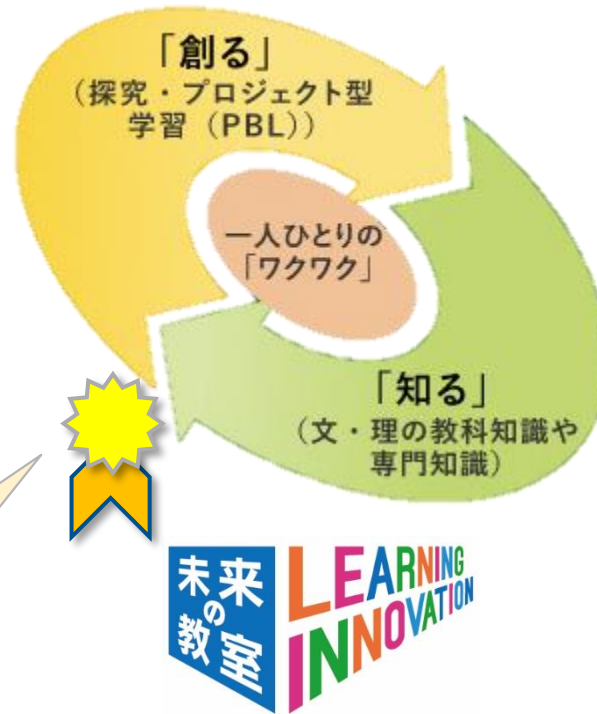 「創る」
(探究・プロジェクト型
学習(PBL))
一人ひとりの
「ワクワク」
「知る」
(文・理の教科知識や
専門知識)
未来
の
教室
LEARNING
INNOVATION